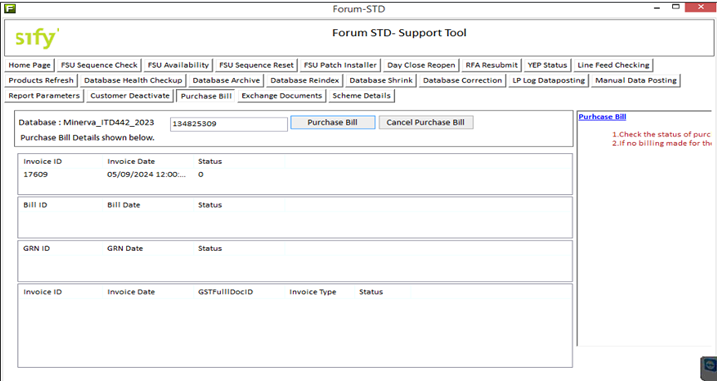 Forum-STD
sify
Forum STD- Support Tool
Home Page FSU Sequence Check FSU Availability FSU Sequence Reset FSU Patch Installer Day Close Reopen RFA Resubmit YEP Status Line Feed Checking
Products Refresh Database Health Checkup Database Archive Database Reindex Database Shrink Database Correction LP Log Dataposting Manual Data Posting
Report Parameters Customer Deactivate Purchase Bill Exchange Documents Scheme Details
Database : Minerva_ITD442_2023 134825309 Purchase Bill Cancel Purchase Bill
Purchase Bill Details shown below.
Purhcase Bill
1.Check the status of purc
2.If no billing made for the
Invoice ID Invoice Date Status
17609 05/09/2024 12:00:... 0
Bill ID Bill Date Status
GRN ID GRN Date Status
Invoice ID Invoice Date GSTFullIDocID Invoice Type Status